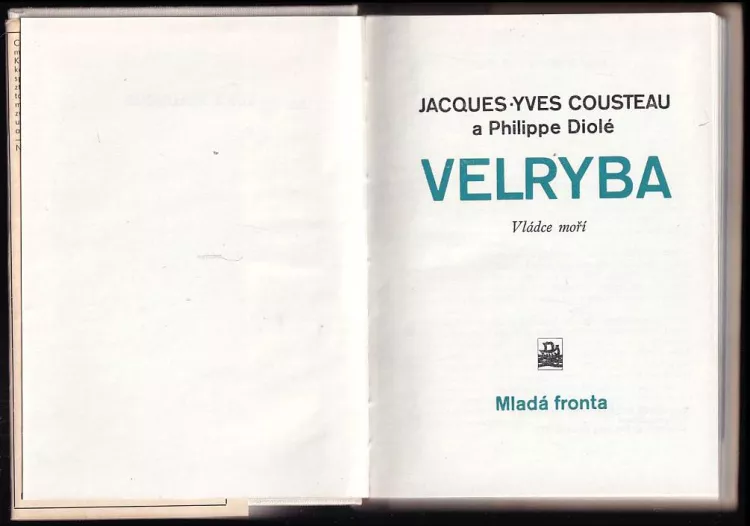 JACQUES-YVES COUSTEAU
a Philippe Diolé
VELRYBA
Vládce moří
Mladá fronta